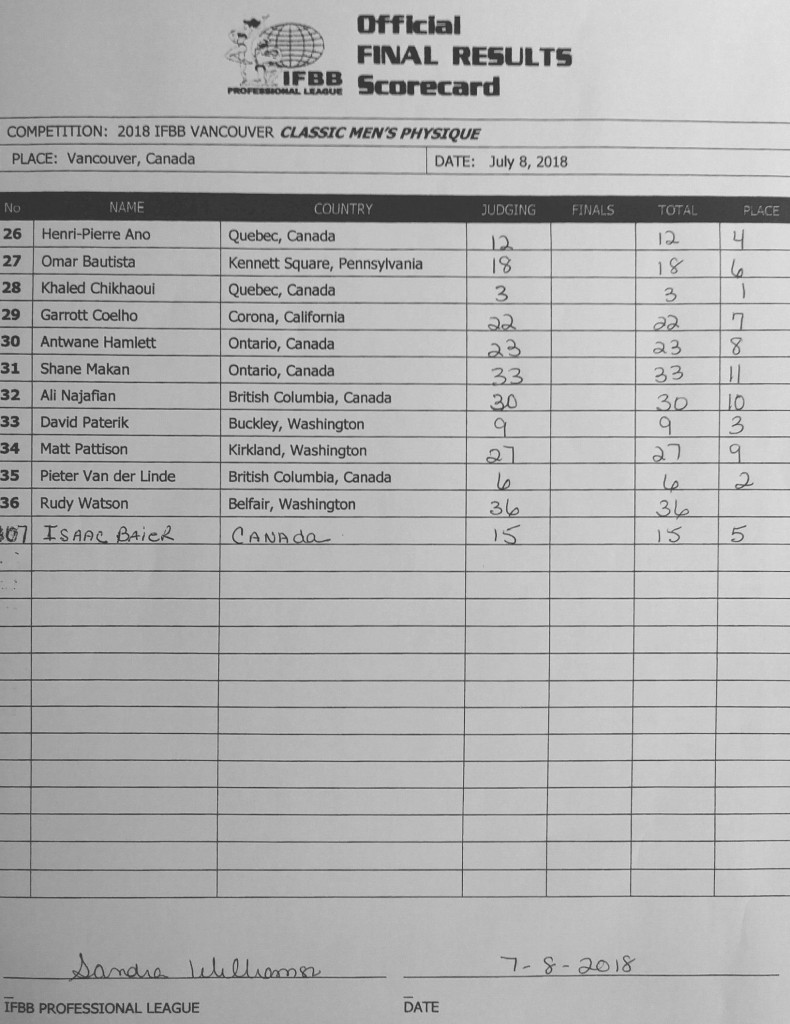 Official
FINAL RESULTS
Scorecard
IFBB
PROFESSIONAL LEAGUE
COMPETITION: 2018 IFBB VANCOUVER CLASSIC MEN'S PHYSIQUE
PLACE: Vancouver, Canada DATE: July 8, 2018
No NAME COUNTRY JUDGING FINALS TOTAL PLACE
26 Henri-Pierre Ano Quebec, Canada 12 12 4
27 Omar Bautista Kennett Square, Pennsylvania 18 18 6
28 Khaled Chikhaoui Quebec, Canada 3 3 1
29 Garrott Coelho Corona, California 22 22 7
30 Antwane Hamlett Ontario, Canada 23 23 8
31 Shane Makan Ontario, Canada 33 33 11
32 Ali Najafian British Columbia, Canada 30 30 10
33 David Paterik Buckley, Washington 9 9 3
34 Matt Pattison Kirkland, Washington 27 27 9
35 Pieter Van der Linde British Columbia, Canada 6 6 2
36 Rudy Watson Belfair, Washington 36 36
07 ISAAC BAIER CANADa 15 15 5
Sandra Williamson 7-8-2018
IFBB PROFESSIONAL LEAGUE DATE